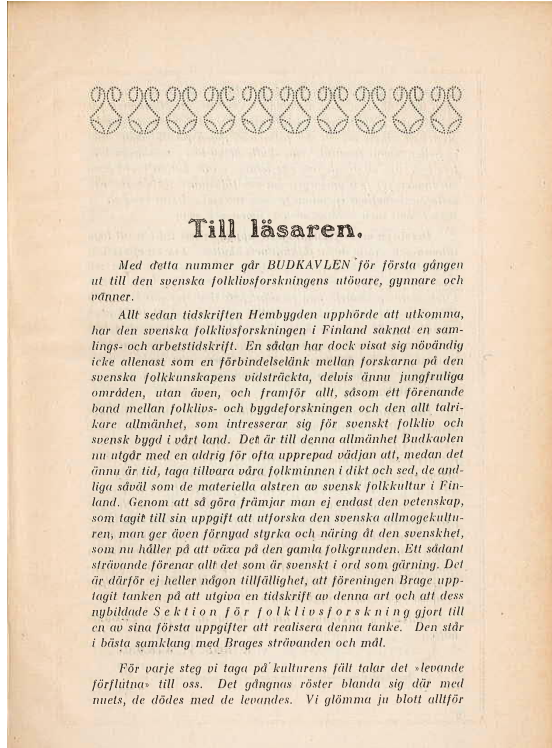 Till läsaren.
Med detta nummer går BUDKAVLEN för första gången
ut till den svenska folklivsforskningens utövare, gynnare och
vänner.
Allt sedan tidskriften Hembygden upphörde att utkomma,
har den svenska folklivsforskningen i Finland saknat en sam-
lings- och arbetstidskrift. En sådan har dock visat sig növändig
icke allenast som en förbindelselänk mellan forskarna på den
svenska folkkunskapens vidsträckta, delvis ännu jungfruliga
områden, utan även, och framför allt, såsom ett förenande
band mellan folklivs- och bygdeforskningen och den allt talri-
kare allmänhet, som intresserar sig för svenskt folkliv och
svensk bygd i vårt land. Det är till denna allmänhet Budkavlen
nu utgår med en aldrig för ofta upprepad vädjan att, medan det
ännu är tid, taga tillvara våra folkminnen i dikt och sed, de and-
liga såväl som de materiella alstren av svensk folkkultur i Fin-
land. Genom att så göra främjar man ej endast den vetenskap,
som tagit till sin uppgift att utforska den svenska allmogekultu-
ren, man ger även förnyad styrka och näring åt den svenskhet,
som nu håller på att växa på den gamla folkgrunden. Ett sådant
strävande förenar allt det som är svenskt i ord som gärning. Det
är därför ej heller någon tillfällighet, att föreningen Brage upp-
tagit tanken på att utgiva en tidskrift av denna art och att dess
nybildade Sektion för folklivsforskning gjort till
en av sina första uppgifter att realisera denna tanke. Den står
i bästa samklang med Brages strävanden och mål.
För varje steg vi taga på kulturens fält talar det »levande
förflutna» till oss. Det gångnas röster blanda sig där med
nuets, de dödes med de levandes. Vi glömma ju blott alltför